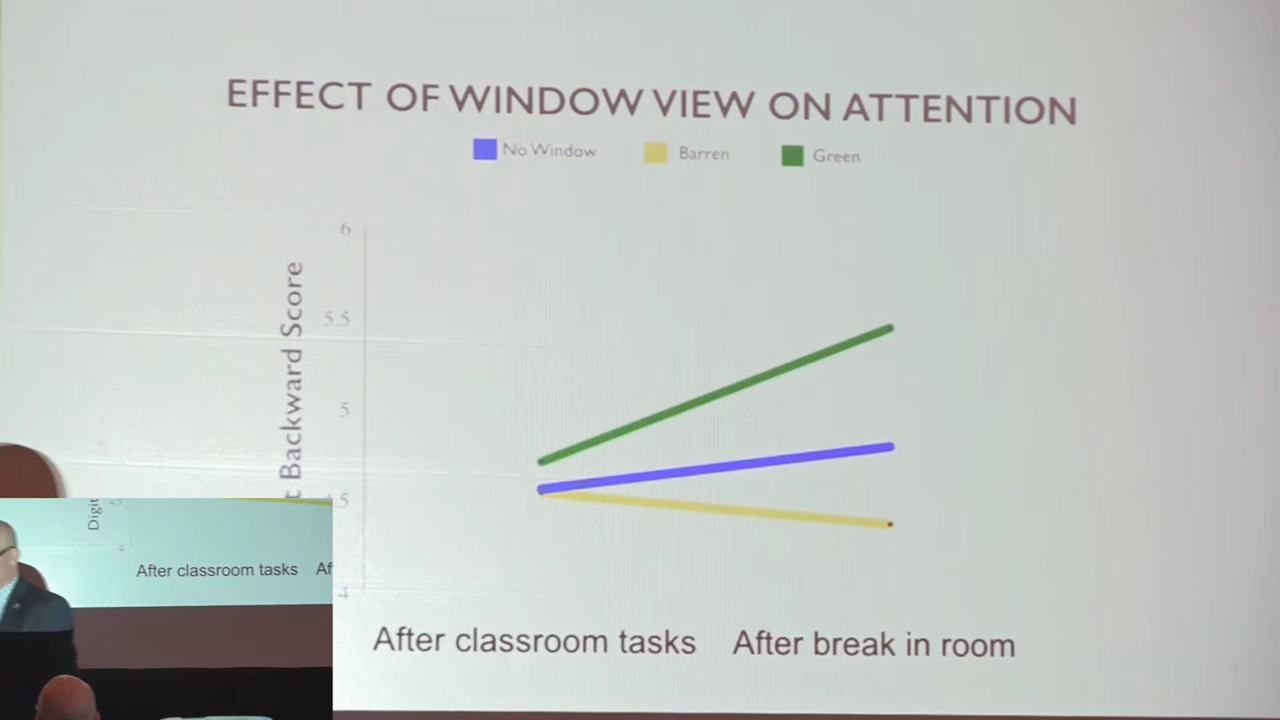 EFFECT OF WINDOW VIEW ON ATTENTION
No Window Barren Green
6
5.5
5
.5
4
t Backward Score
After classroom tasks After break in room
Digit
4
After classroom tasks Af